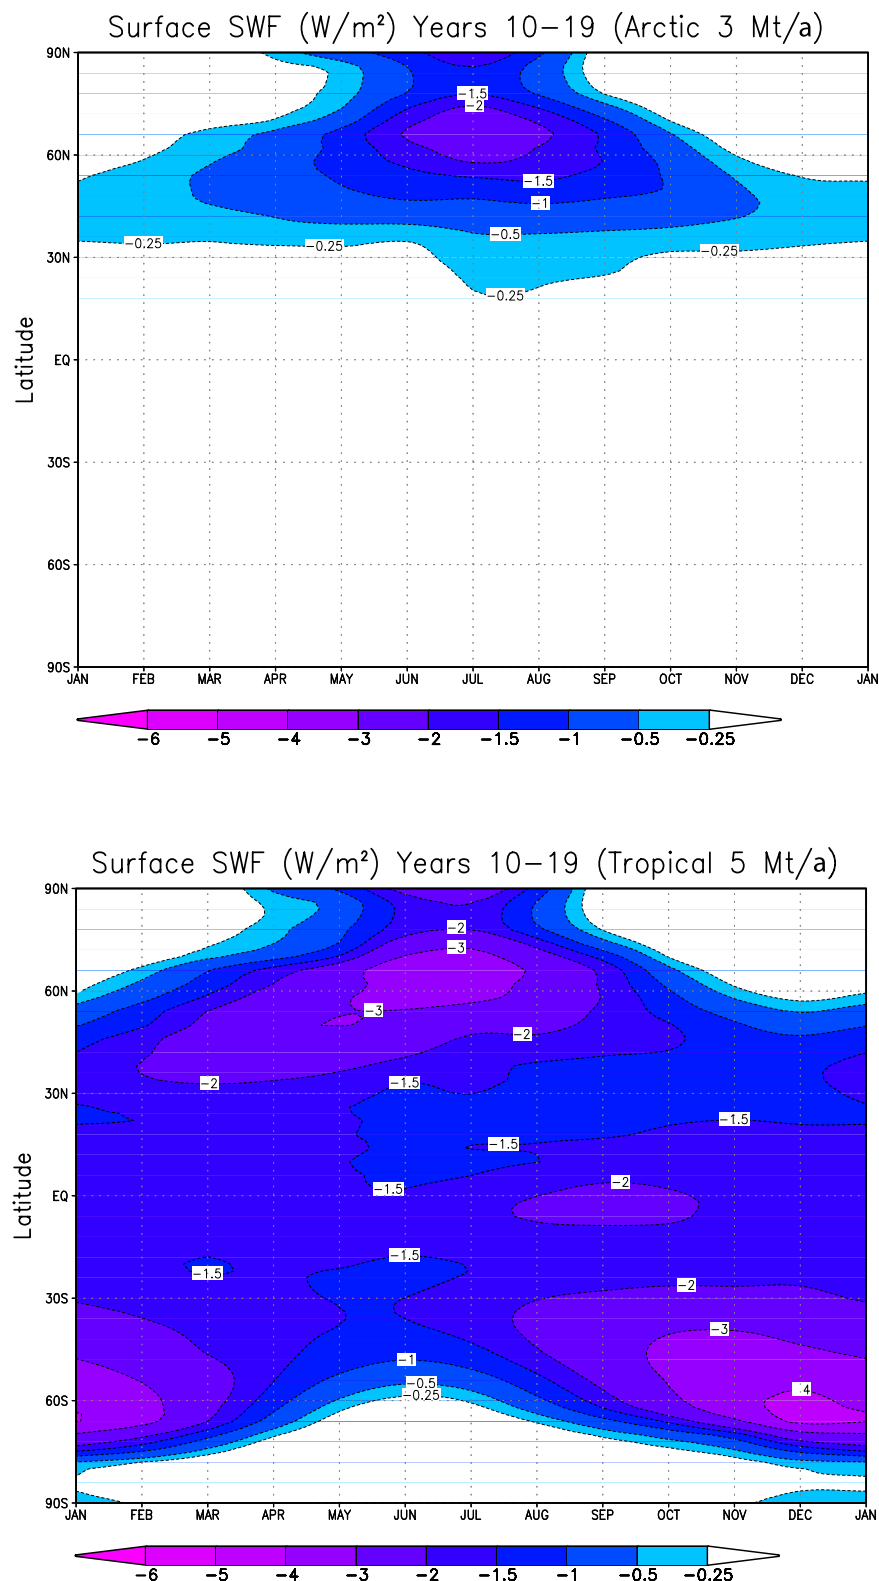 Surface SWF (W/m²) Years 10−19 (Arctic 3 Mt/a)
90N
−1.5
−2
60N
−1.5
−1
−0.5
−0.25 −0.25 −0.25
30N
−0.25
Latitude
EQ
30S
60S
90S
JAN FEB MAR APR MAY JUN JUL AUG SEP OCT NOV DEC JAN
−6 −5 −4 −3 −2 −1.5 −1 −0.5 −0.25
Surface SWF (W/m²) Years 10−19 (Tropical 5 Mt/a)
90N
−2
−3
60N
−3
−2
−2 −1.5
30N
−1.5
−1.5
−1.5 −2
EQ
Latitude
−1.5
−1.5
−2
30S
−3
−1
−0.5
4
−0.25
60S
90S
JAN FEB MAR APR MAY JUN JUL AUG SEP OCT NOV DEC JAN
−6 −5 −4 −3 −2 −1.5 −1 −0.5 −0.25